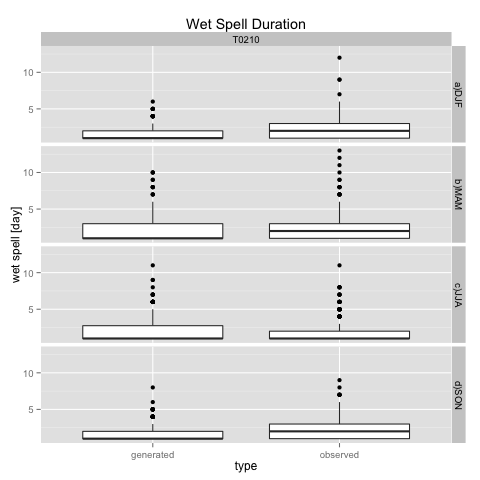 Wet Spell Duration
T0210
10
5
a)DJF
10
5
b)MAM
10
5
c)JJA
10
5
d)SON
wet spell [day]
generated observed
type